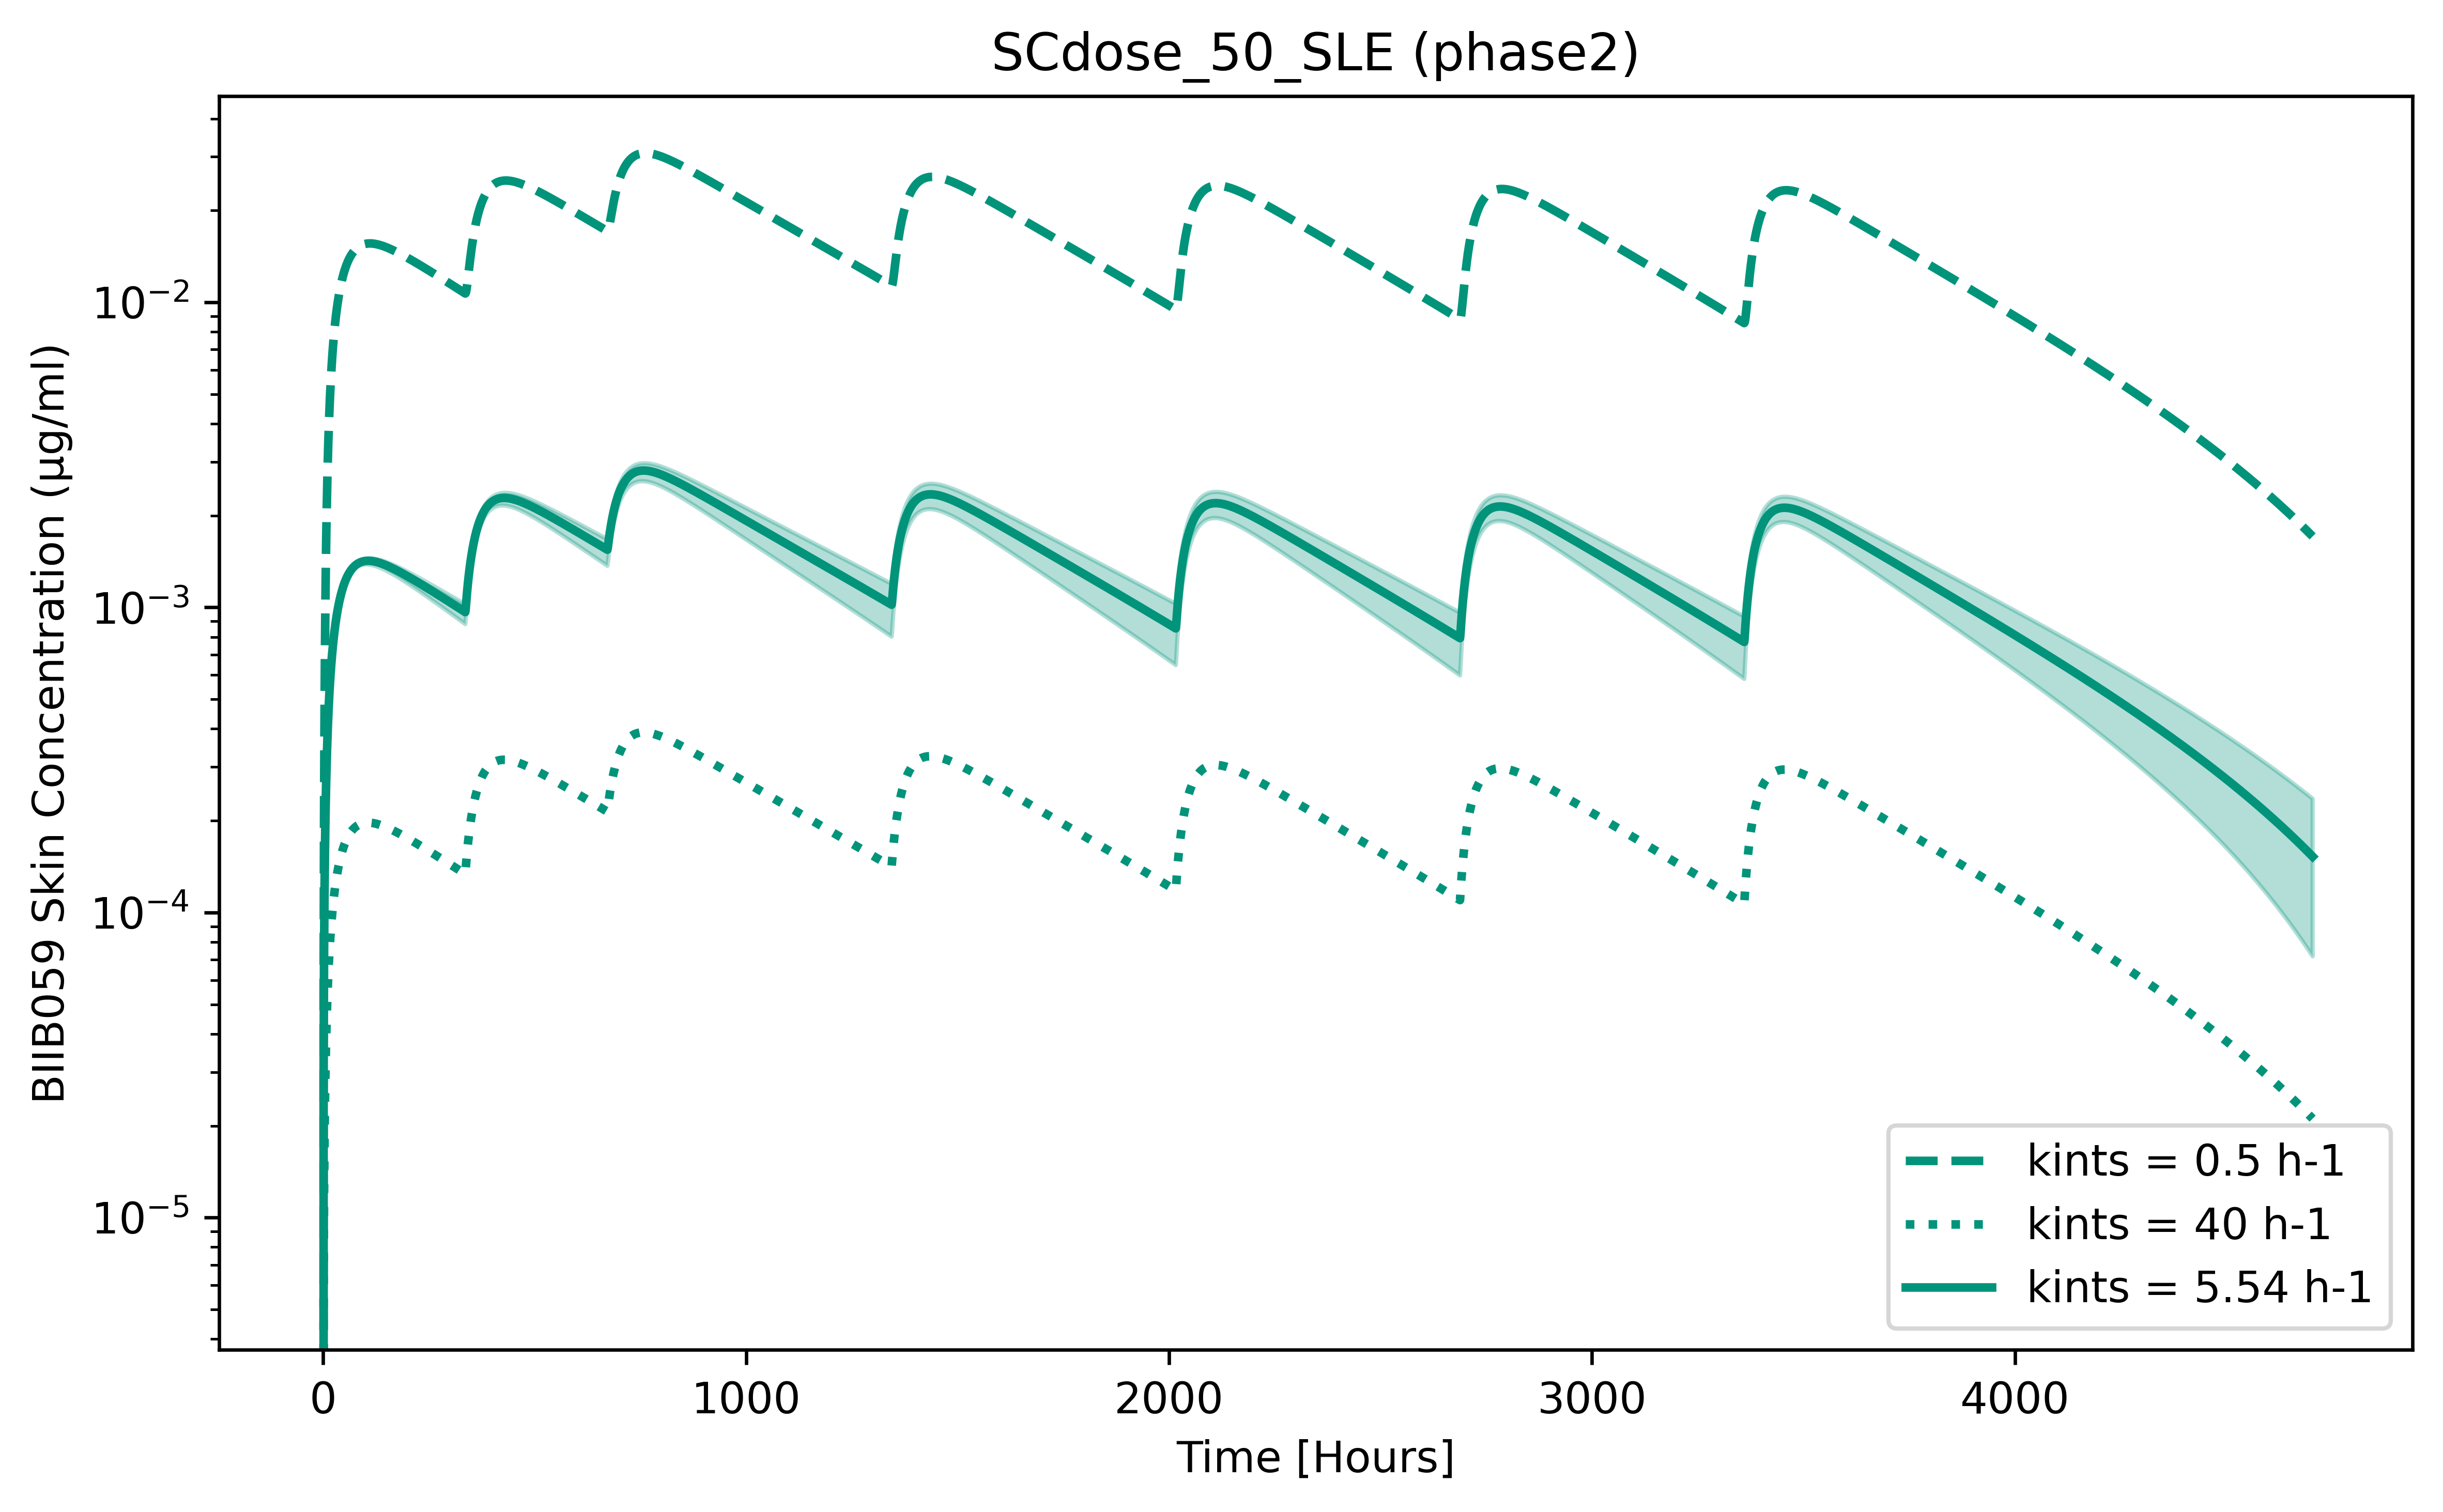 SCdose_50_SLE (phase2)
BIIB059 Skin Concentration (µg/ml)
10⁻²
10⁻³
10⁻⁴
10⁻⁵
0 1000 2000 3000 4000
Time [Hours]
kints = 0.5 h-1
kints = 40 h-1
kints = 5.54 h-1